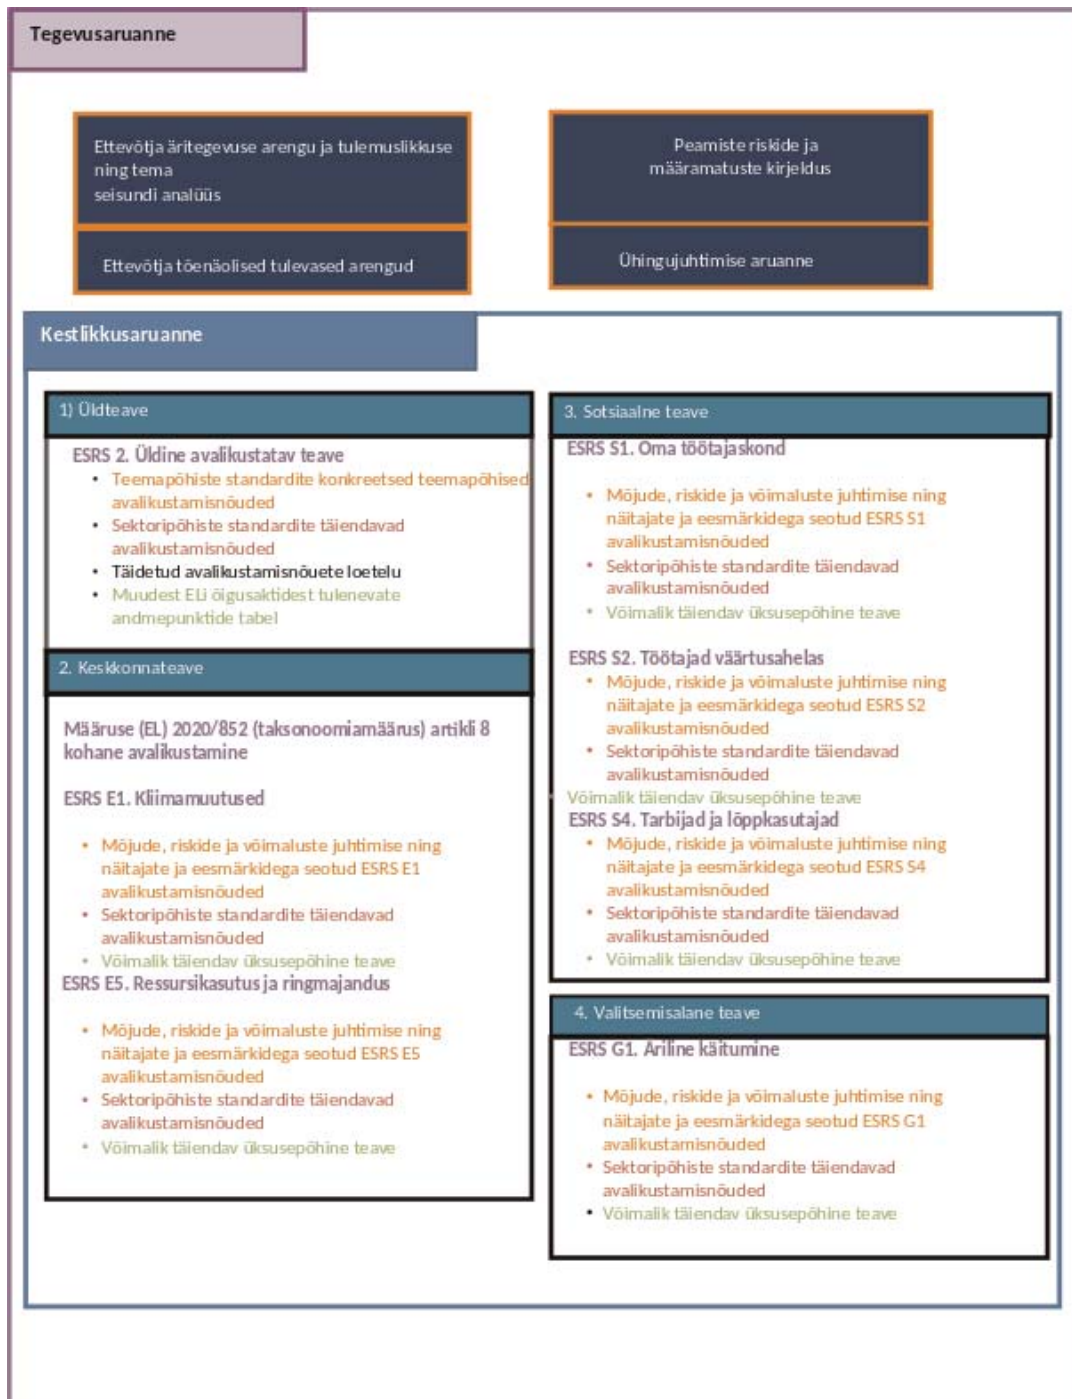 Tegevusaruanne
Ettevõtja äritegevuse arengu ja tulemuslikkuse
ning tema
seisundi analüüs
Ettevõtja tõenäolised tulevased arengud
Peamiste riskide ja
määramatuste kirjeldus
Ühingujuhtimise aruanne
Kestlikkusaruanne
1) Üldteave
ESRS 2. Üldine avalikustatav teave
• Teemapõhiste standardite konkreetsed teemapõhised
avalikustamisnõuded
• Sektoripõhiste standardite täiendavad
avalikustamisnõuded
• Täidetud avalikustamisnõuete loetelu
• Muudest ELi õigusaktidest tulenevate
andmepunktide tabel
2. Keskkonnateave
Määruse (EL) 2020/852 (taksonoomiamäärus) artikli 8
kohane avalikustamine
ESRS E1. Kliimamuutused
• Mõjude, riskide ja võimaluste juhtimise ning
näitajate ja eesmärkidega seotud ESRS E1
avalikustamisnõuded
• Sektoripõhiste standardite täiendavad
avalikustamisnõuded
• Võimalik täiendav üksusepõhine teave
ESRS E5. Ressursikasutus ja ringmajandus
• Mõjude, riskide ja võimaluste juhtimise ning
näitajate ja eesmärkidega seotud ESRS E5
avalikustamisnõuded
• Sektoripõhiste standardite täiendavad
avalikustamisnõuded
• Võimalik täiendav üksusepõhine teave
3. Sotsiaalne teave
ESRS S1. Oma töötajaskond
• Mõjude, riskide ja võimaluste juhtimise ning
näitajate ja eesmärkidega seotud ESRS S1
avalikustamisnõuded
• Sektoripõhiste standardite täiendavad
avalikustamisnõuded
• Võimalik täiendav üksusepõhine teave
ESRS S2. Töötajad väärtusahelas
• Mõjude, riskide ja võimaluste juhtimise ning
näitajate ja eesmärkidega seotud ESRS S2
avalikustamisnõuded
• Sektoripõhiste standardite täiendavad
avalikustamisnõuded
• Võimalik täiendav üksusepõhine teave
ESRS S4. Tarbijad ja lõppkasutajad
• Mõjude, riskide ja võimaluste juhtimise ning
näitajate ja eesmärkidega seotud ESRS S4
avalikustamisnõuded
• Sektoripõhiste standardite täiendavad
avalikustamisnõuded
• Võimalik täiendav üksusepõhine teave
4. Valitsemisalane teave
ESRS G1. Ariline käitumine
• Mõjude, riskide ja võimaluste juhtimise ning
näitajate ja eesmärkidega seotud ESRS G1
avalikustamisnõuded
• Sektoripõhiste standardite täiendavad
avalikustamisnõuded
• Võimalik täiendav üksusepõhine teave